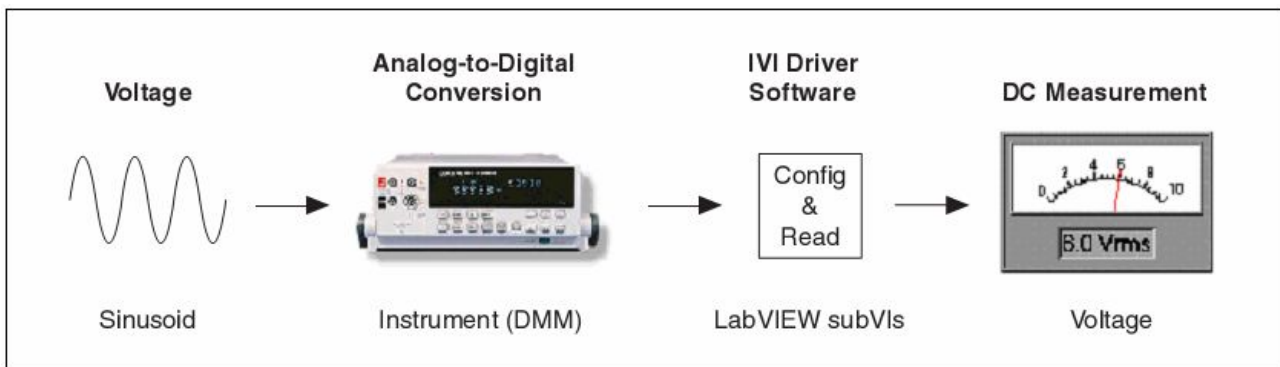 Voltage
Analog-to-Digital
Conversion
IVI Driver
Software
DC Measurement
Config
&
Read
0 2 4 6 8 10
6.0 Vrms
Sinusoid
Instrument (DMM)
LabVIEW subVIs
Voltage